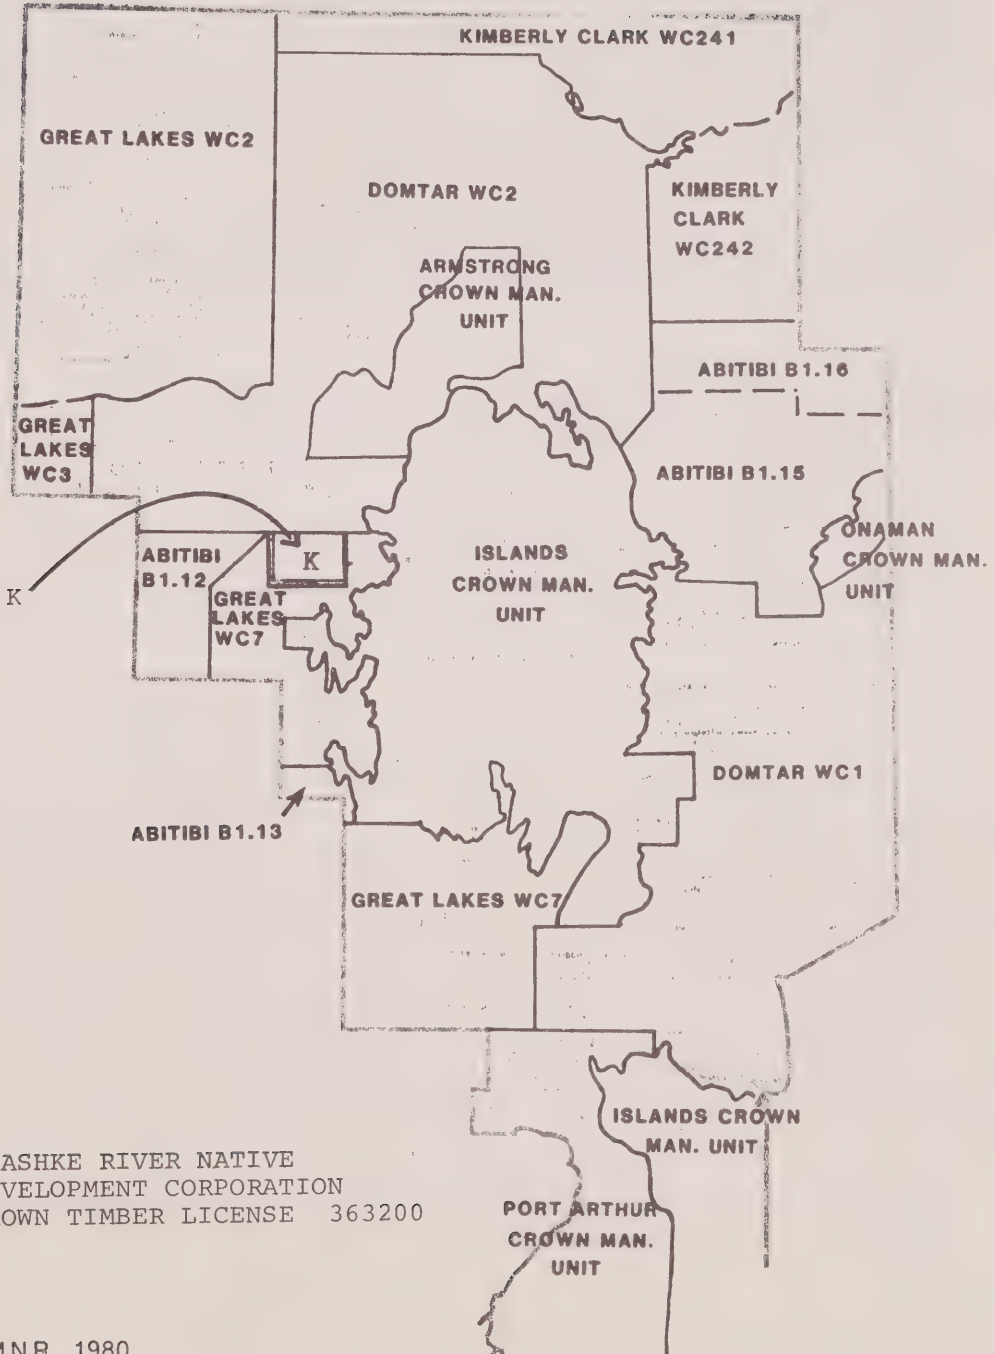 KIMBERLY CLARK WC241
GREAT LAKES WC2
DOMTAR WC2
KIMBERLY
CLARK
WC242
ARMSTRONG
CROWN MAN.
UNIT
ABITIBI B1.16
GREAT
LAKES
WC3
ABITIBI B1.15
ONAMAN
CROWN MAN.
UNIT
ABITIBI
B1.12
K
K
ISLANDS
CROWN MAN.
UNIT
GREAT
LAKES
WC7
DOMTAR WC1
ABITIBI B1.13
GREAT LAKES WC7
ISLANDS CROWN
MAN. UNIT
ASHKE RIVER NATIVE
VELOPMENT CORPORATION
OWN TIMBER LICENSE 363200
PORT ARTHUR
CROWN MAN.
UNIT
M.N.R. 1980